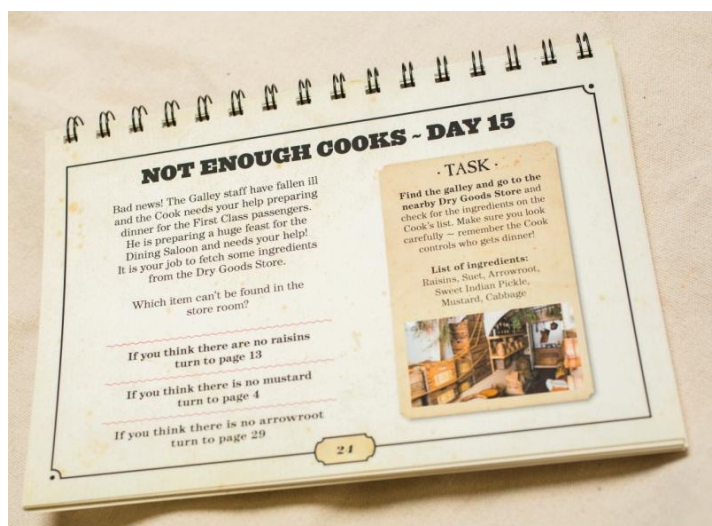 NOT ENOUGH COOKS ~ DAY 15
Bad news! The Galley staff have fallen ill
and the Cook needs your help preparing
dinner for the First Class passengers.
He is preparing a huge feast for the
Dining Saloon and needs your help!
It is your job to fetch some ingredients
from the Dry Goods Store.
Which item can't be found in the
store room?
If you think there are no raisins
turn to page 13
If you think there is no mustard
turn to page 4
If you think there is no arrowroot
turn to page 29
· TASK ·
Find the galley and go to the
nearby Dry Goods Store and
check for the ingredients on the
Cook's list. Make sure you look
carefully ~ remember the Cook
controls who gets dinner!
List of ingredients:
Raisins, Suet, Arrowroot,
Sweet Indian Pickle,
Mustard, Cabbage
24